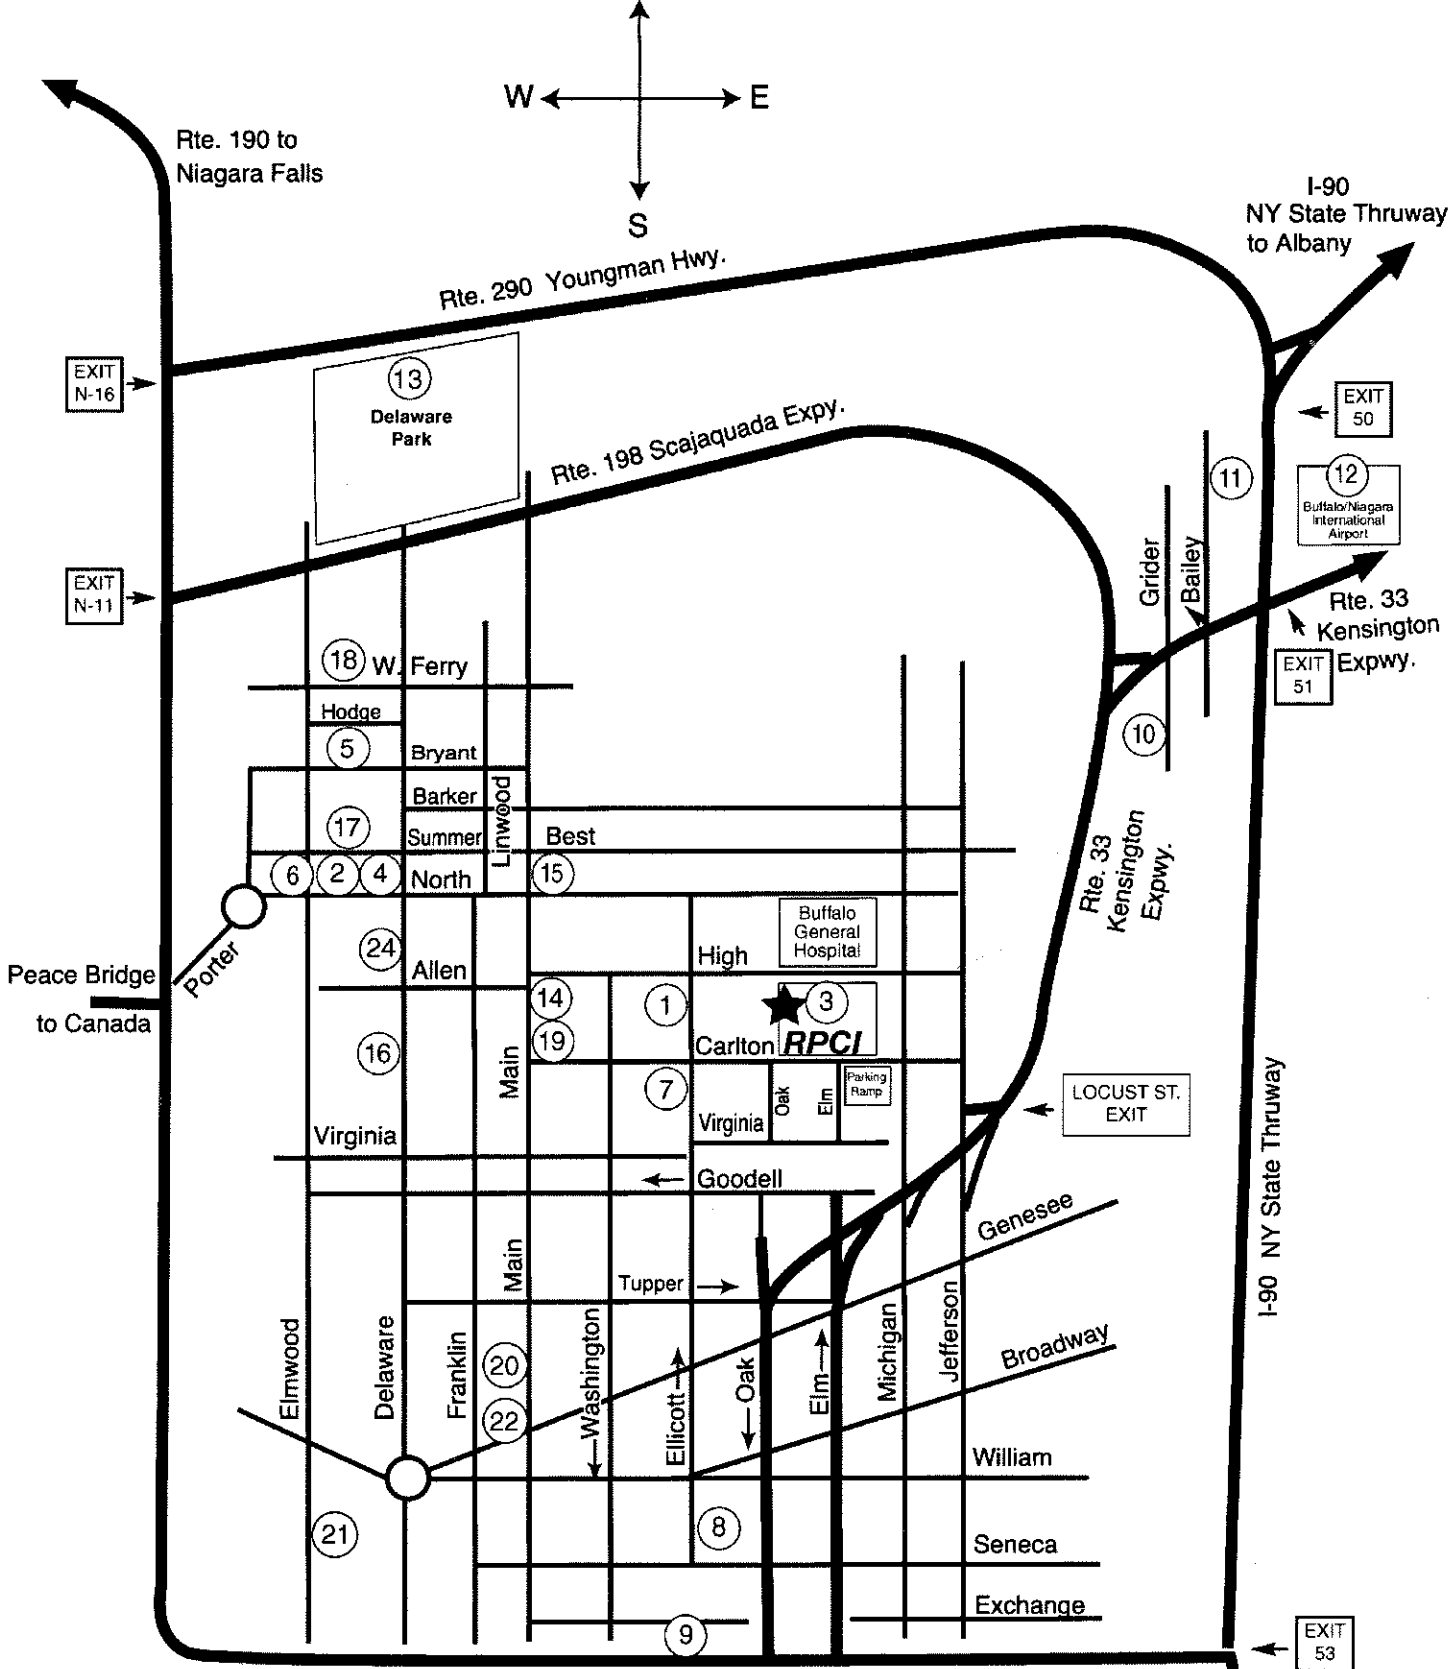 W E
S
Rte. 190 to
Niagara Falls
I-90
NY State Thruway
to Albany
Rte. 290 Youngman Hwy.
EXIT
N-16
13
Delaware
Park
EXIT
50
Rte. 198 Scajaquada Expy.
11
12
Buffalo/Niagara
International
Airport
Grider
Bailey
EXIT
N-11
Rte. 33
Kensington
Expwy.
EXIT
51
18 W. Ferry
Hodge
5
Bryant
10
Barker
Linwood
17
Summer
Best
6 2 4 North
15
Rte. 33
Kensington
Expwy.
Buffalo
General
Hospital
24
Allen
High
Porter
Peace Bridge
to Canada
14
1
3
19
Carlton
RPCI
16
Main
7
Oak
Elm
Parking
Ramp
Virginia
LOCUST ST.
EXIT
Virginia
Goodell
Genesee
I-90 NY State Thruway
Main
Tupper
Elmwood
Delaware
Franklin
20
Washington
Ellicott
Oak
Elm
Michigan
Jefferson
Broadway
22
William
21
8
Seneca
Exchange
9
EXIT
53